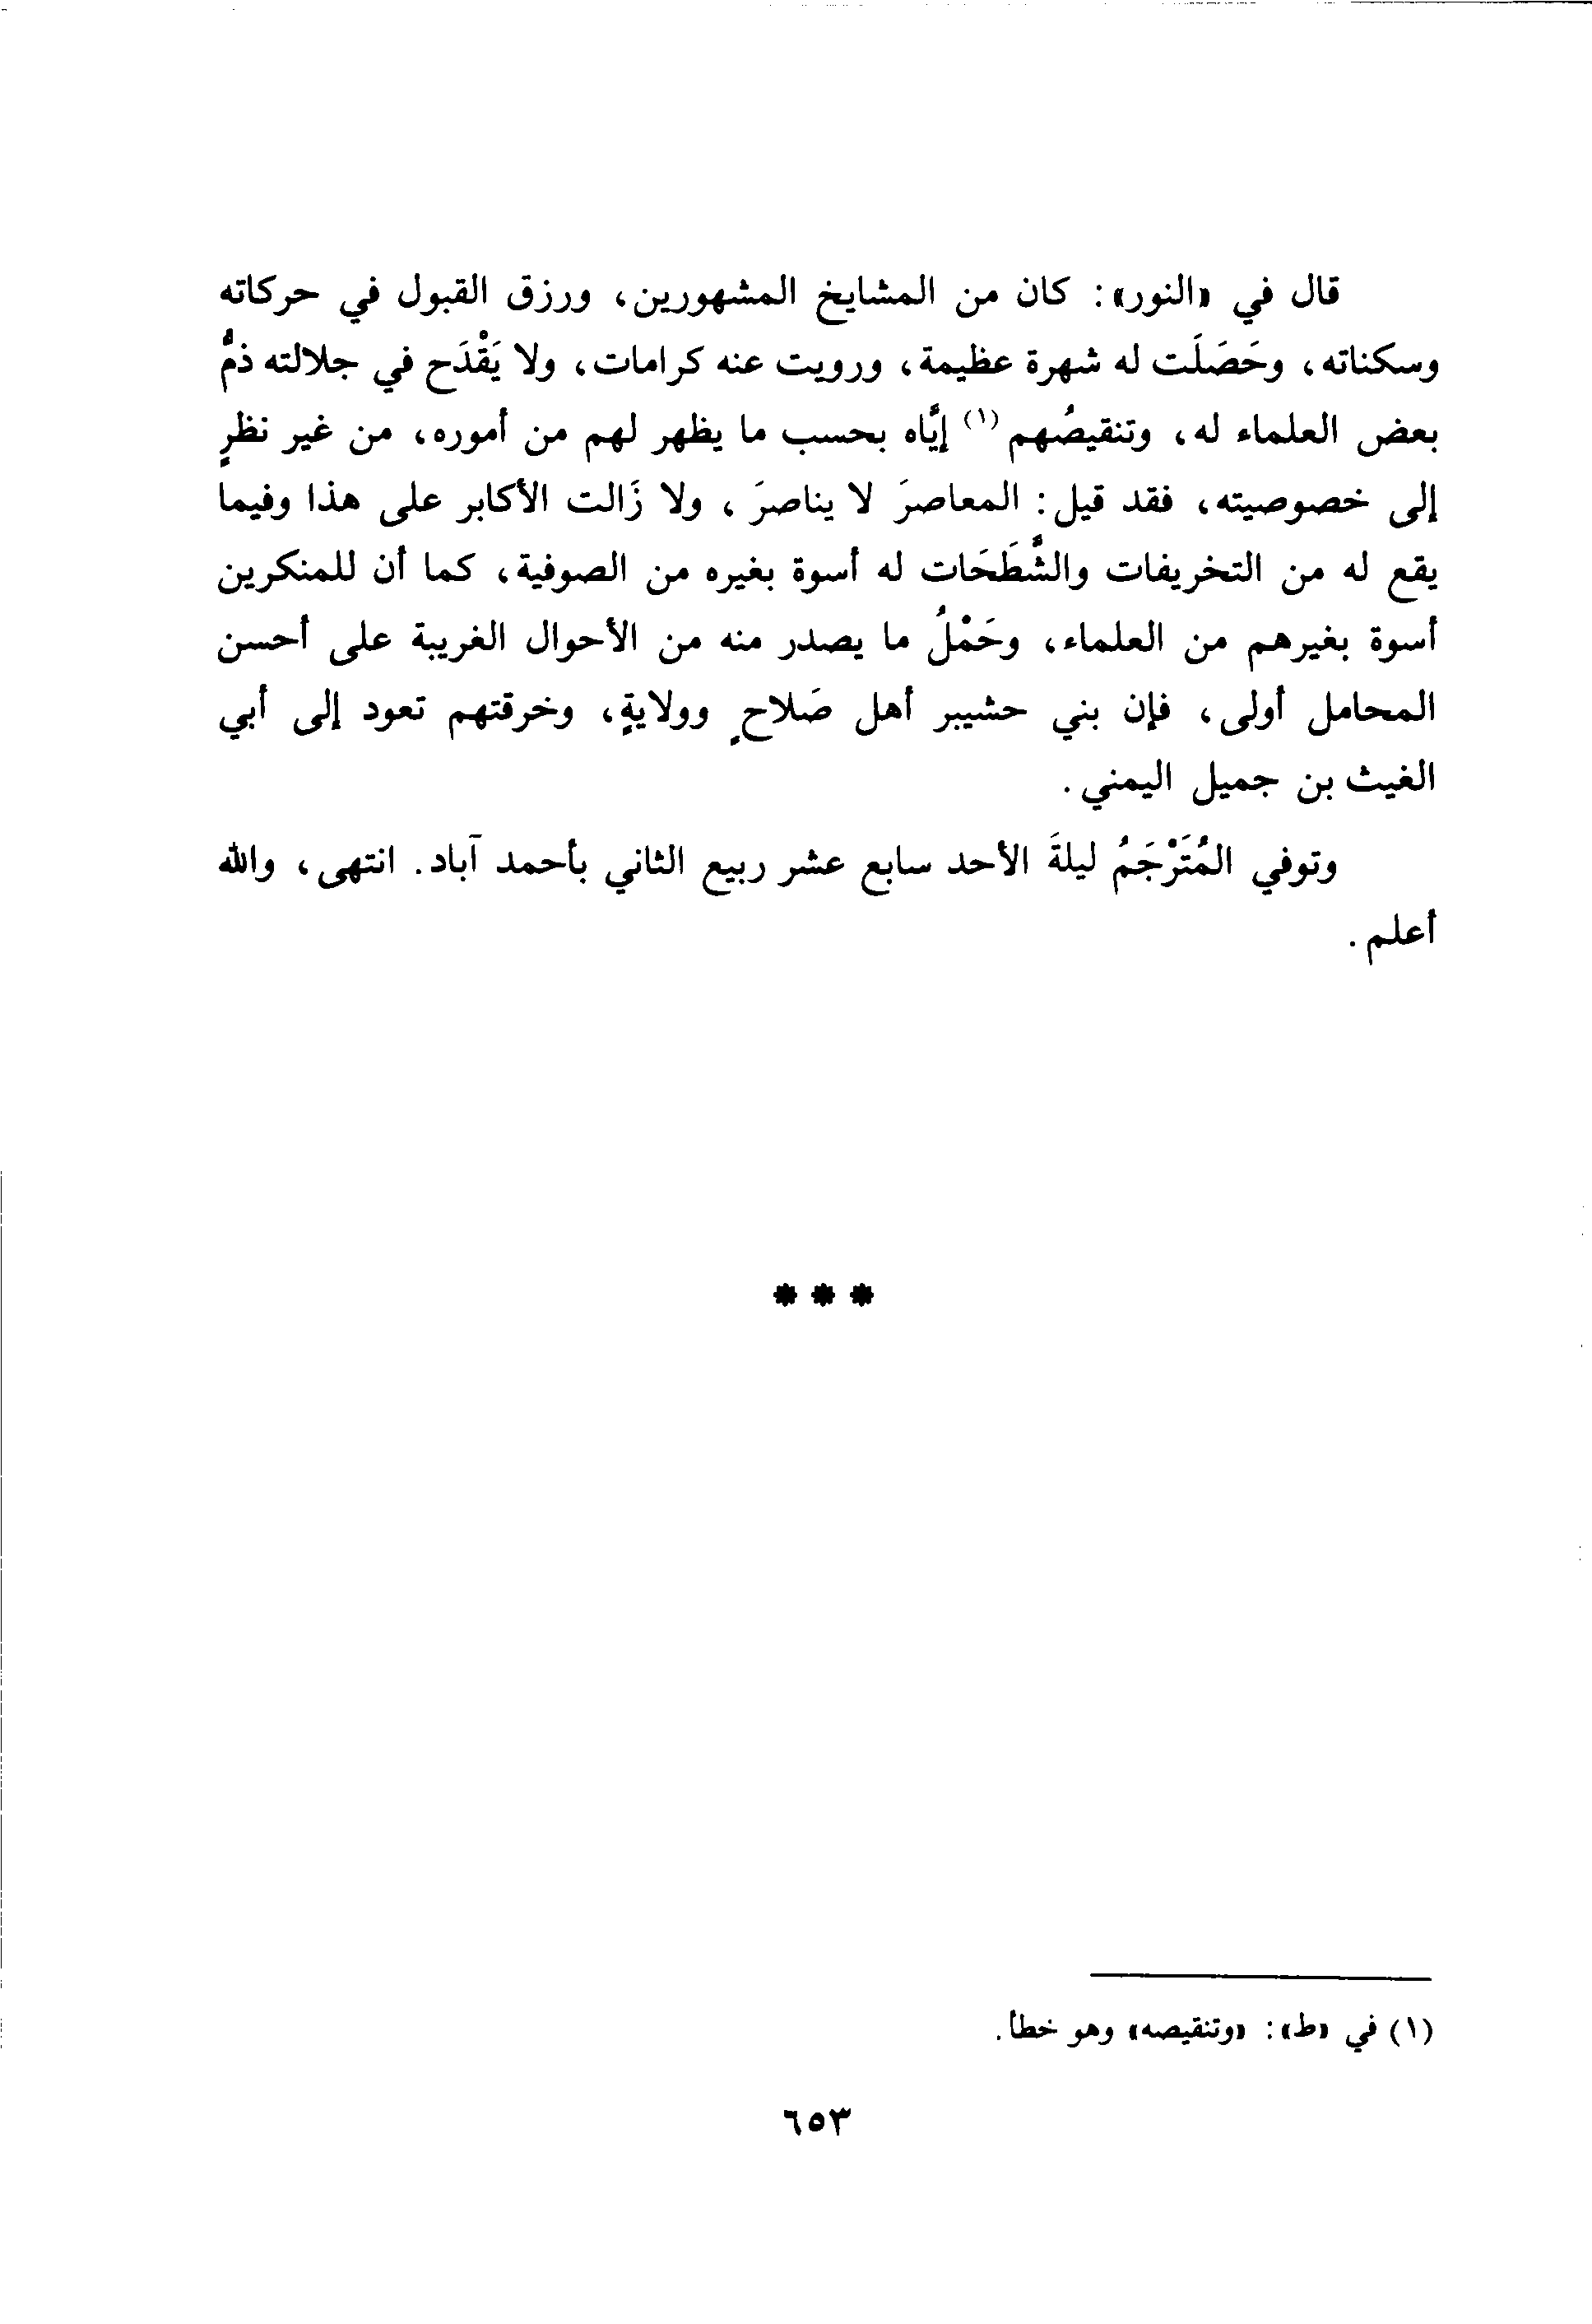 قال في «النور»: كان من المشايخ المشهورين، ورزق القبول في حركاته
وسكناته، وحَصَلَت له شهرة عظيمة، ورويت عنه كرامات، ولا يَقْدَح في جلالته ذمُّ
بعض العلماء له، وتنقيصُهم (١) إيَّاه بحسب ما يظهر لهم من أموره، من غير نظرٍ
إلى خصوصيته، فقد قيل: المعاصرَ لا يناصرَ، ولا زَالت الأكابر على هذا وفيما
يقع له من التخريفات والشَّطَحَات له أسوة بغيره من الصوفية، كما أن للمنكرين
أسوة بغيرهم من العلماء، وحَمْلُ ما يصدر منه من الأحوال الغريبة على أحسن
المحامل أولى، فإن بني حشيبر أهل صَلاحٍ وولايةٍ، وخرقتهم تعود إلى أبي
الغيث بن جميل اليمني.
وتوفي المُتَرْجَمُ ليلةَ الأحد سابع عشر ربيع الثاني بأحمد آباد. انتهى، والله
أعلم.
* * *
(١) في «ط»: «وتنقيصه» وهو خطأ.
٦٥٣